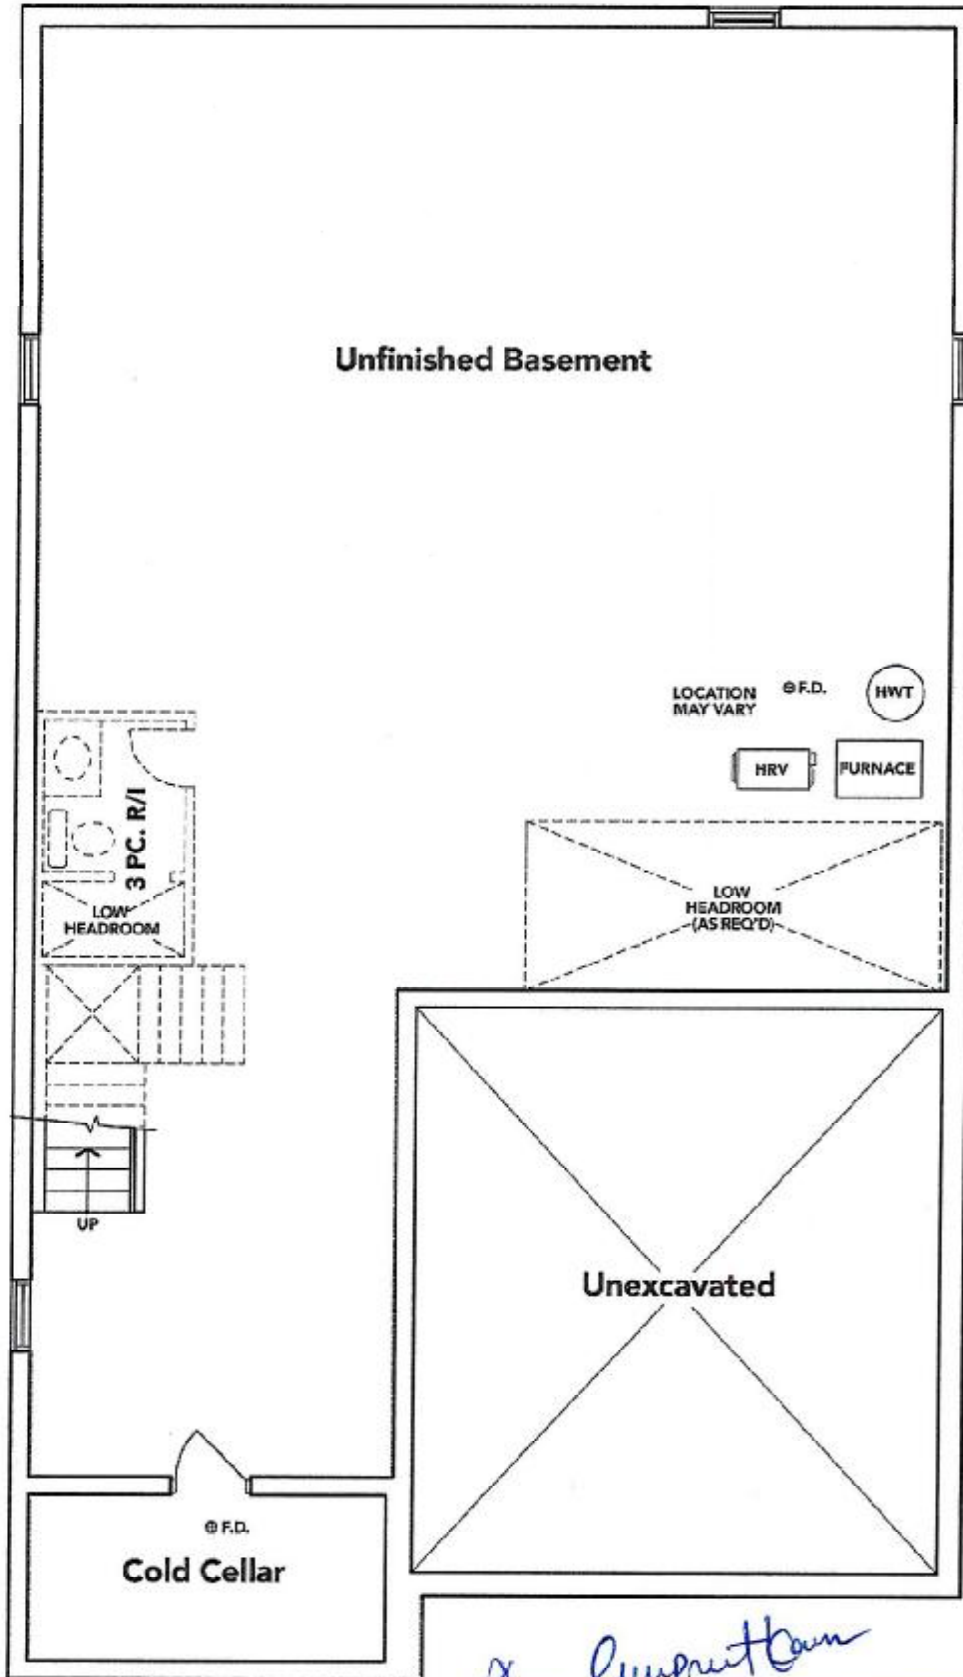 Unfinished Basement
LOCATION
MAY VARY
F.D.
HWT
HRV
FURNACE
3 PC. R/I
LOW
HEADROOM
LOW
HEADROOM
(AS REQ'D)
UP
Unexcavated
F.D.
Cold Cellar